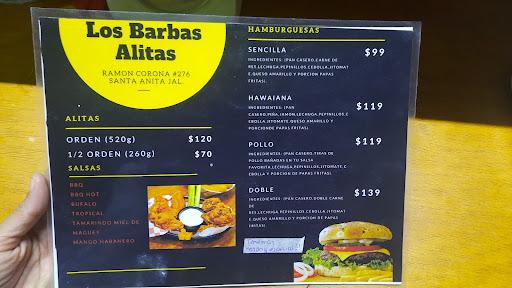 Los Barbas
Alitas
RAMON CORONA #276
SANTA ANITA JAL.
ALITAS
ORDEN (520g) $120
1/2 ORDEN (260g) $70
SALSAS
BBQ
BBQ HOT
BUFALO
TROPICAL
TAMARINDO MIEL DE
MAGUEY
MANGO HABANERO
HAMBURGUESAS
SENCILLA $99
INGREDIENTES: (PAN CASERO,CARNE DE
RES,LECHUGA,PEPINILLOS,CEBOLLA,JITOMAT
E,QUESO AMARILLO Y PORCION PAPAS
FRITAS).
HAWAIANA $119
INGREDIENTES: (PAN
CASERO,PIÑA,JAMON,LECHUGA,PEPINILLOS,C
EBOLLA,JITOMATE,QUESO AMARILLO Y
PORCIONDE PAPAS FRITAS).
POLLO $119
INGREDIENTES: (PAN CASERO,TIRAS DE
POLLO BAÑADAS EN TU SALSA
FAVORITA,LECHUGA,PEPINILLOS,JITOMATE,C
EBOLLA Y PORCION DE PAPAS FRITAS).
DOBLE $139
INGREDIENTES: (PAN CASERO,DOBLE CARNE
DE
RES,LECHUGA,PEPINILLOS,CEBOLLA,JITOMAT
E,QUESO AMARILLO Y PORCION DE PAPAS
FRITAS).